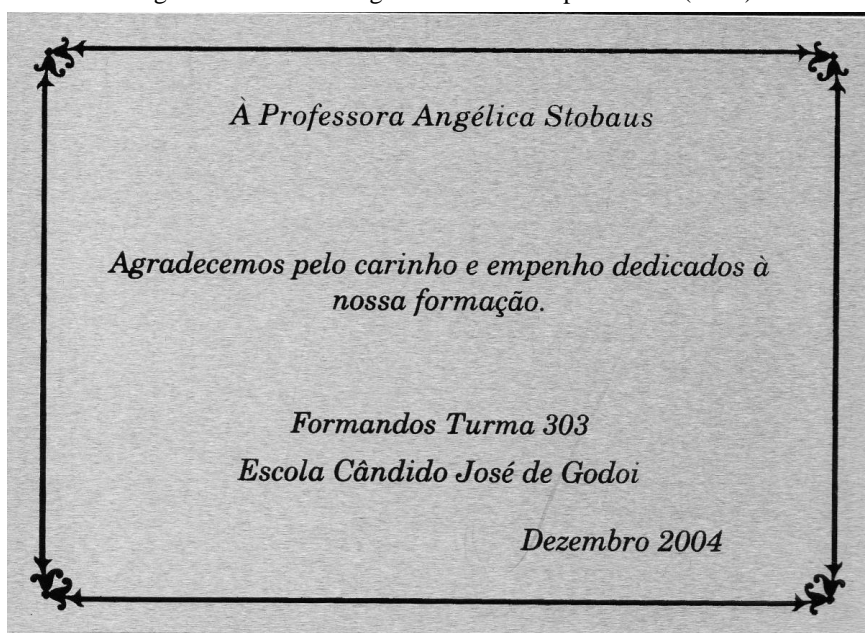 À Professora Angélica Stobaus
Agradecemos pelo carinho e empenho dedicados à
nossa formação.
Formandos Turma 303
Escola Cândido José de Godoi
Dezembro 2004